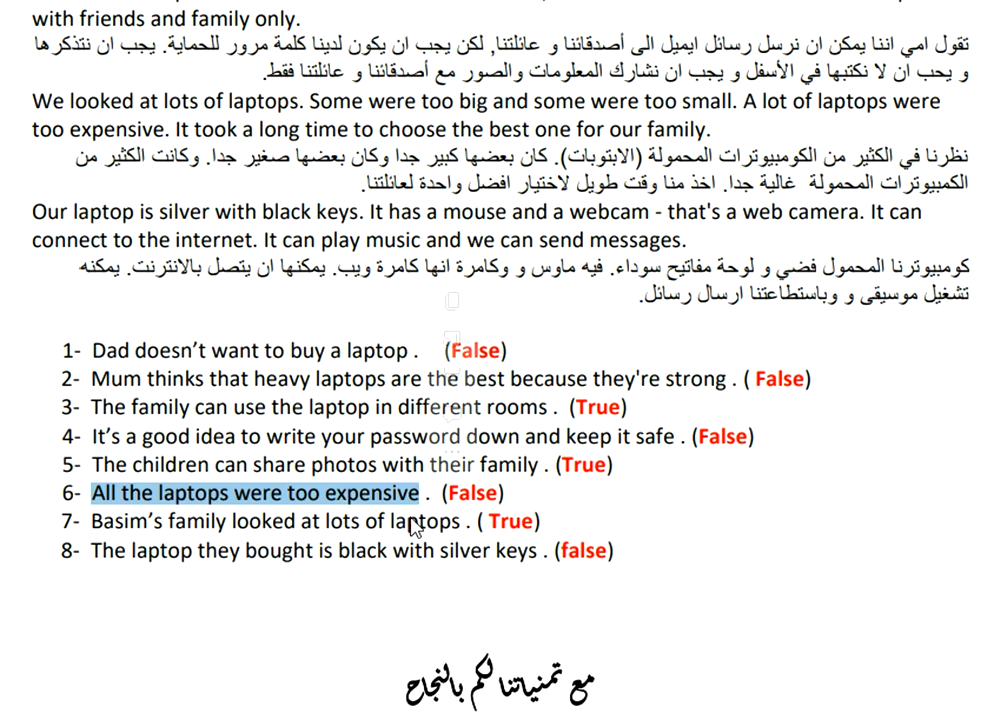 with friends and family only.
تقول امي اننا يمكن ان نرسل رسائل ايميل الى أصدقائنا و عائلتنا, لكن يجب ان يكون لدينا كلمة مرور للحماية. يجب ان نتذكرها
و يحب ان لا نكتبها في الأسفل و يجب ان نشارك المعلومات والصور مع أصدقائنا و عائلتنا فقط.
We looked at lots of laptops. Some were too big and some were too small. A lot of laptops were
too expensive. It took a long time to choose the best one for our family.
نظرنا في الكثير من الكومبيوترات المحمولة (الابتوبات). كان بعضها كبير جدا وكان بعضها صغير جدا. وكانت الكثير من
الكمبيوترات المحمولة غالية جدا. اخذ منا وقت طويل لاختيار افضل واحدة لعائلتنا.
Our laptop is silver with black keys. It has a mouse and a webcam - that's a web camera. It can
connect to the internet. It can play music and we can send messages.
كومبيوترنا المحمول فضي و لوحة مفاتيح سوداء. فيه ماوس و وكامرة انها كامرة ويب. يمكنها ان يتصل بالانترنت. يمكنه
تشغيل موسيقى و وباستطاعتنا ارسال رسائل.
1- Dad doesn’t want to buy a laptop . (False)
2- Mum thinks that heavy laptops are the best because they're strong . ( False)
3- The family can use the laptop in different rooms . (True)
4- It’s a good idea to write your password down and keep it safe . (False)
5- The children can share photos with their family . (True)
6- All the laptops were too expensive . (False)
7- Basim’s family looked at lots of laptops . ( True)
8- The laptop they bought is black with silver keys . (false)
مع تمنياتنا لكم بالنجاح